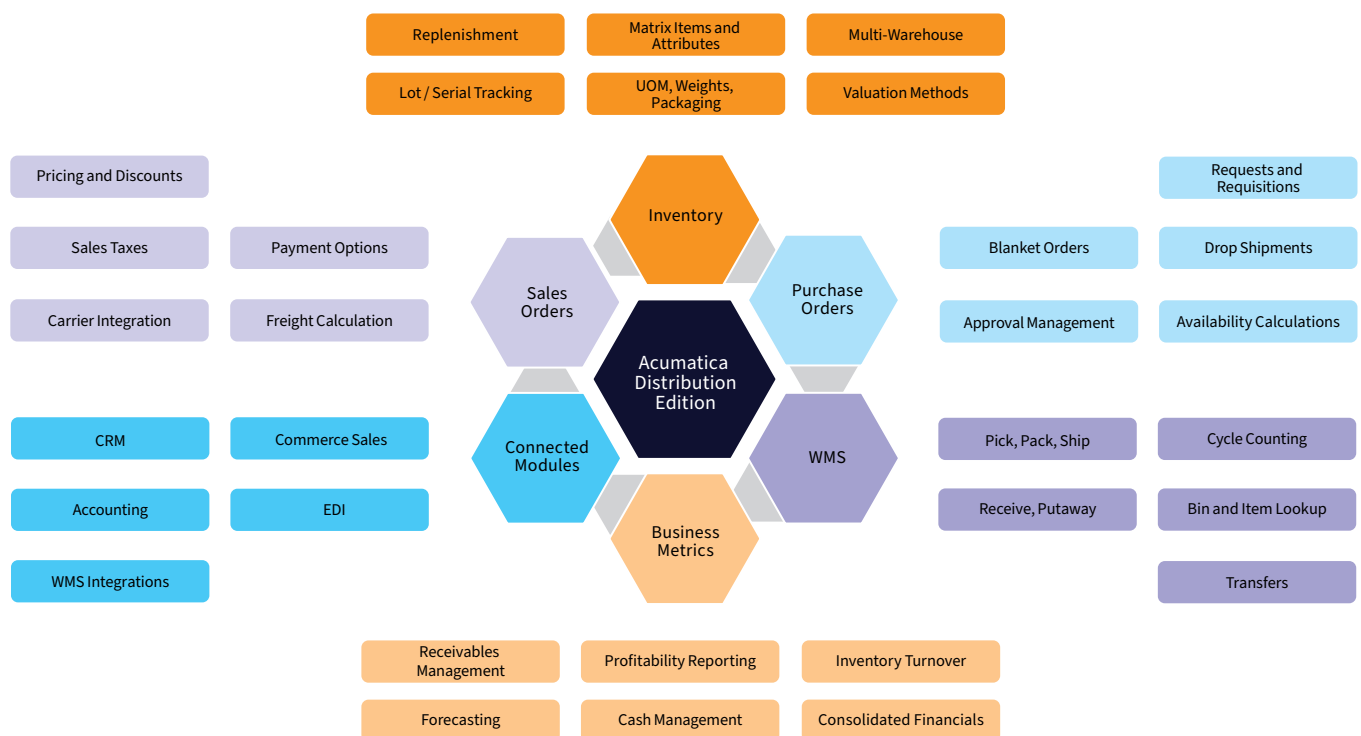 Replenishment
Matrix Items and
Attributes
Multi-Warehouse
Lot / Serial Tracking
UOM, Weights,
Packaging
Valuation Methods
Pricing and Discounts
Sales Taxes
Payment Options
Carrier Integration
Freight Calculation
Inventory
Requests and
Requisitions
Blanket Orders
Drop Shipments
Approval Management
Availability Calculations
Sales
Orders
Purchase
Orders
Acumatica
Distribution
Edition
Connected
Modules
WMS
Business
Metrics
CRM
Commerce Sales
Accounting
EDI
WMS Integrations
Pick, Pack, Ship
Cycle Counting
Receive, Putaway
Bin and Item Lookup
Transfers
Receivables
Management
Profitability Reporting
Inventory Turnover
Forecasting
Cash Management
Consolidated Financials